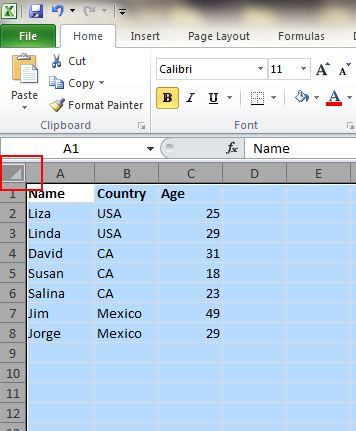 File Home Insert Page Layout Formulas
Paste Cut Calibri 11 A A
Copy B I U
Format Painter
Clipboard Font
A1 fx Name
A B C D E
1 Name Country Age
2 Liza USA 25
3 Linda USA 29
4 David CA 31
5 Susan CA 18
6 Salina CA 23
7 Jim Mexico 49
8 Jorge Mexico 29
9
10
11
12